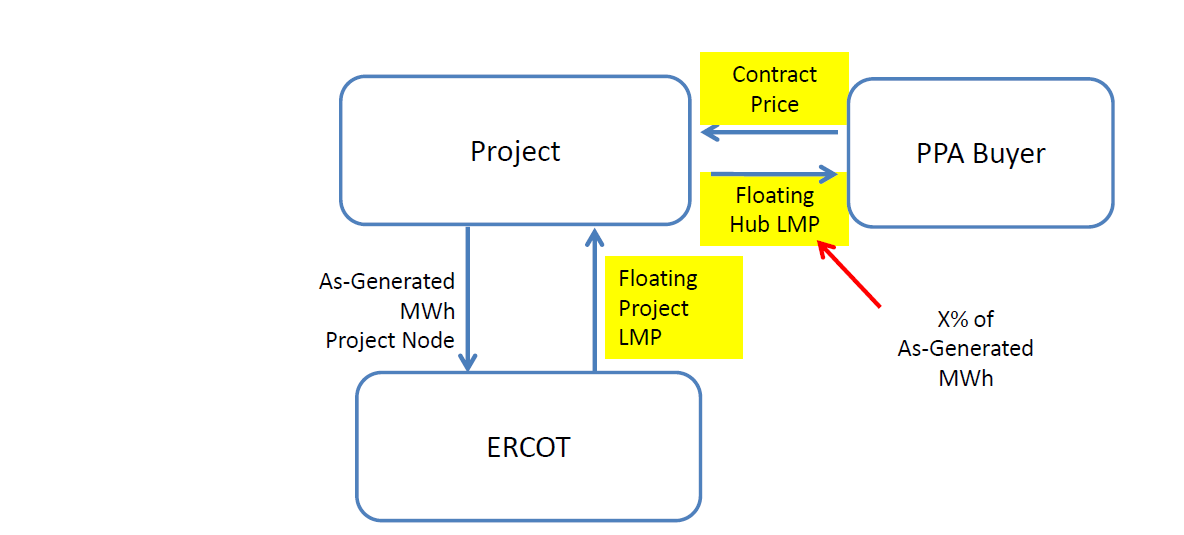 Contract
Price
Project
PPA Buyer
Floating
Hub LMP
As-Generated
MWh
Project Node
Floating
Project
LMP
X% of
As-Generated
MWh
ERCOT